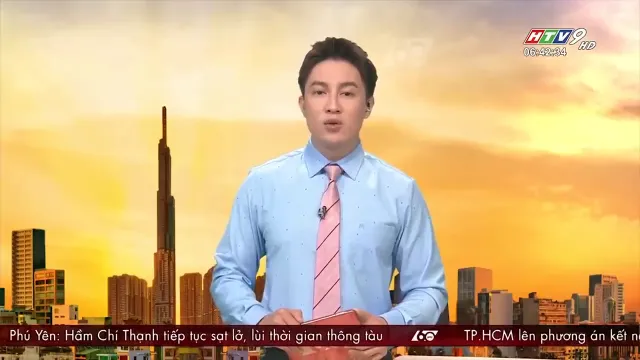 HTV9 HD
06:42:34
Phú Yên: Hầm Chí Thạnh tiếp tục sạt lở, lùi thời gian thông tàu
60
TP.HCM lên phương án kết n